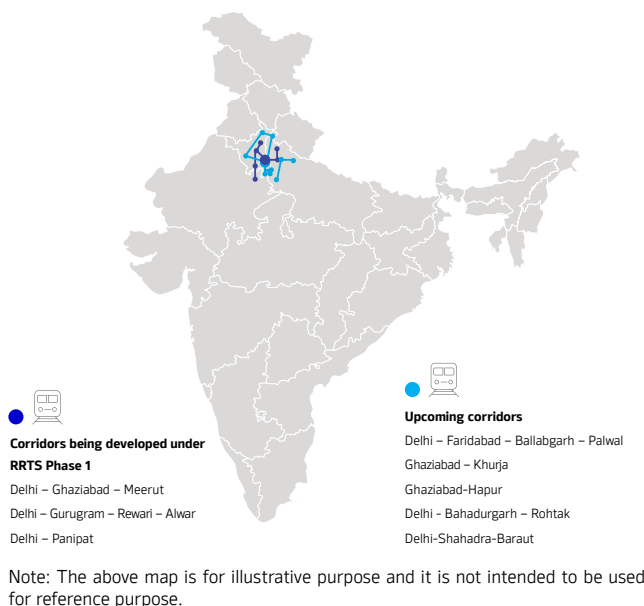 Corridors being developed under
RRTS Phase 1
Delhi – Ghaziabad – Meerut
Delhi – Gurugram – Rewari – Alwar
Delhi – Panipat
Upcoming corridors
Delhi – Faridabad – Ballabgarh – Palwal
Ghaziabad – Khurja
Ghaziabad-Hapur
Delhi - Bahadurgarh – Rohtak
Delhi-Shahadra-Baraut
Note: The above map is for illustrative purpose and it is not intended to be used
for reference purpose.